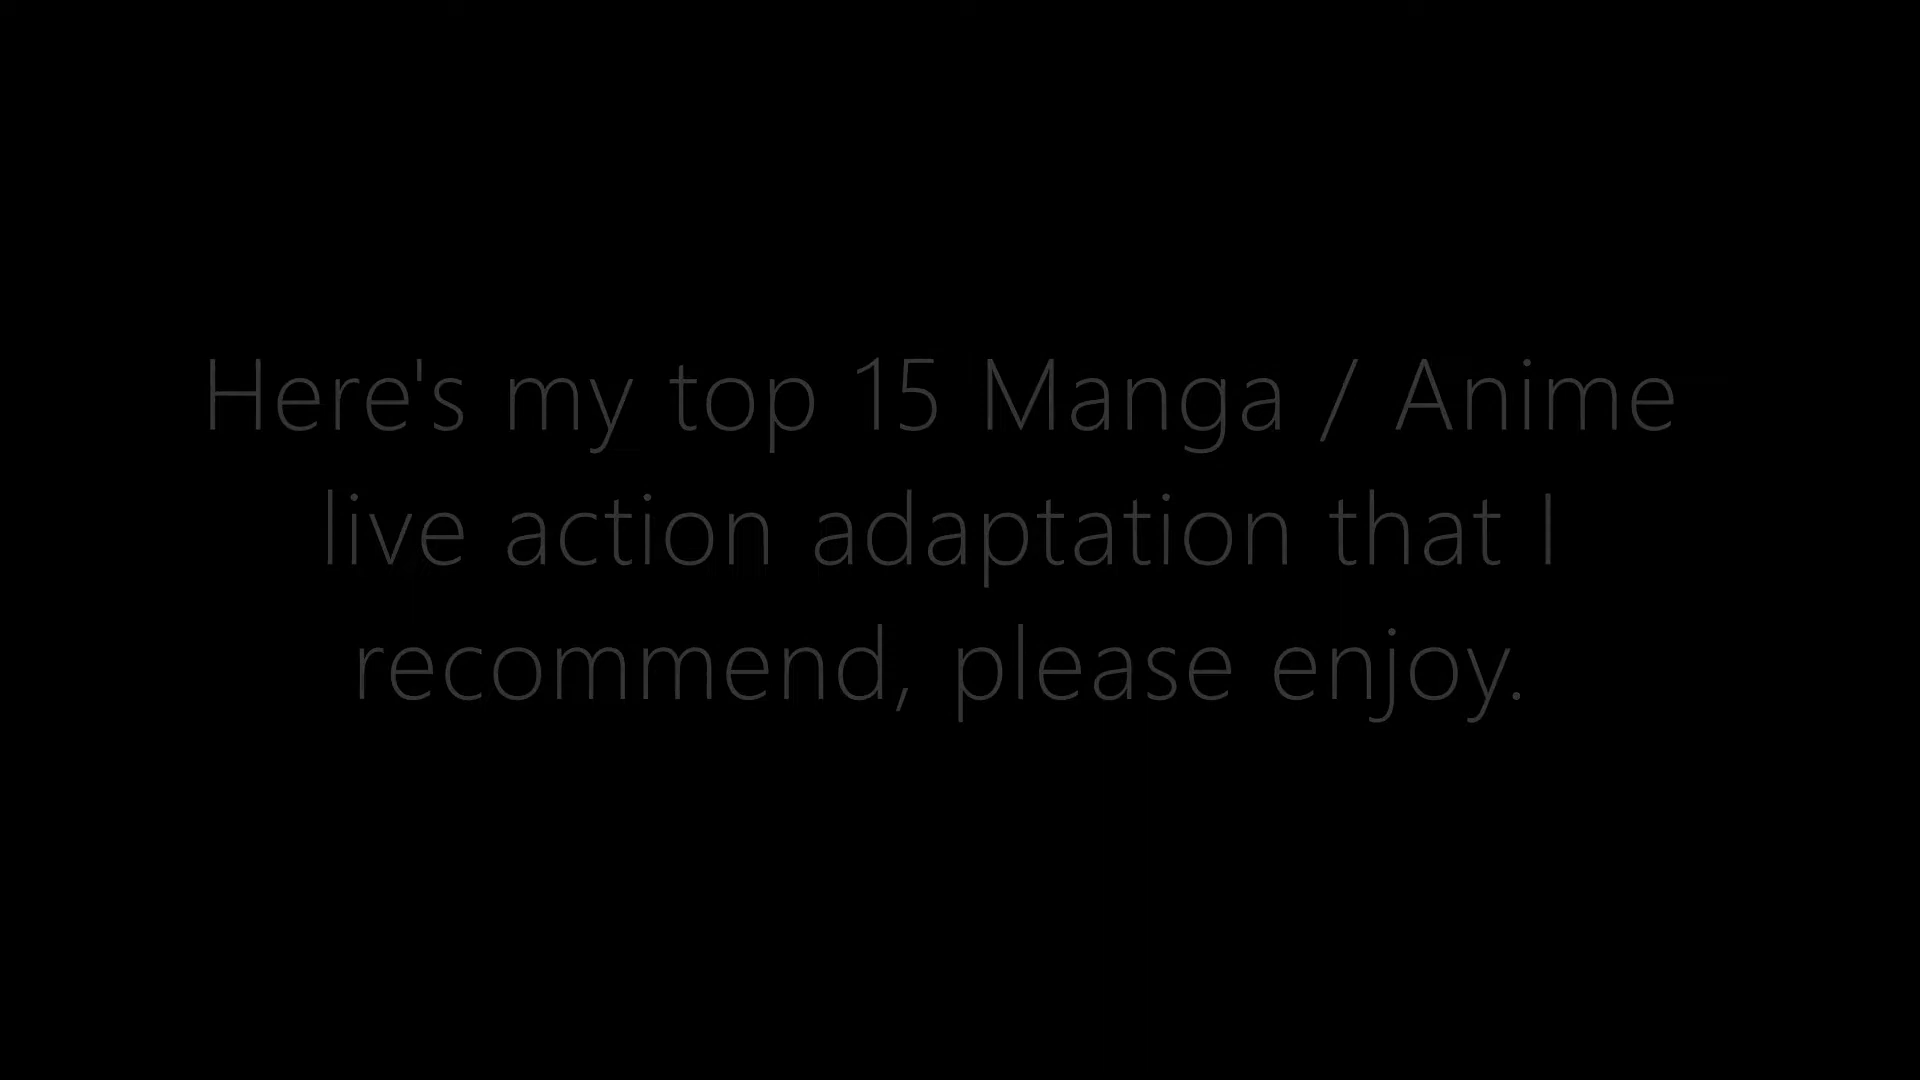 Here's my top 15 Manga / Anime
live action adaptation that I
recommend, please enjoy.